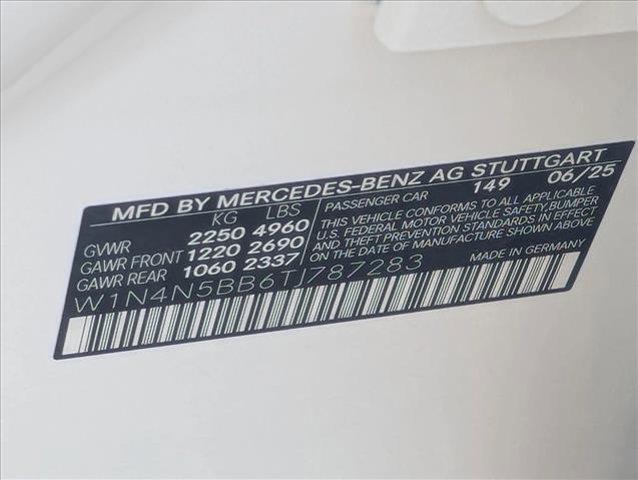 MFD BY MERCEDES-BENZ AG STUTTGART
KG LBS
GVWR 2250 4960
GAWR FRONT 1220 2690
GAWR REAR 1060 2337
PASSENGER CAR 149 06/25
THIS VEHICLE CONFORMS TO ALL APPLICABLE
U.S. FEDERAL MOTOR VEHICLE SAFETY,BUMPER
AND THEFT PREVENTION STANDARDS IN EFFECT
ON THE DATE OF MANUFACTURE SHOWN ABOVE
W1N4N5BB6TJ787283
MADE IN GERMANY